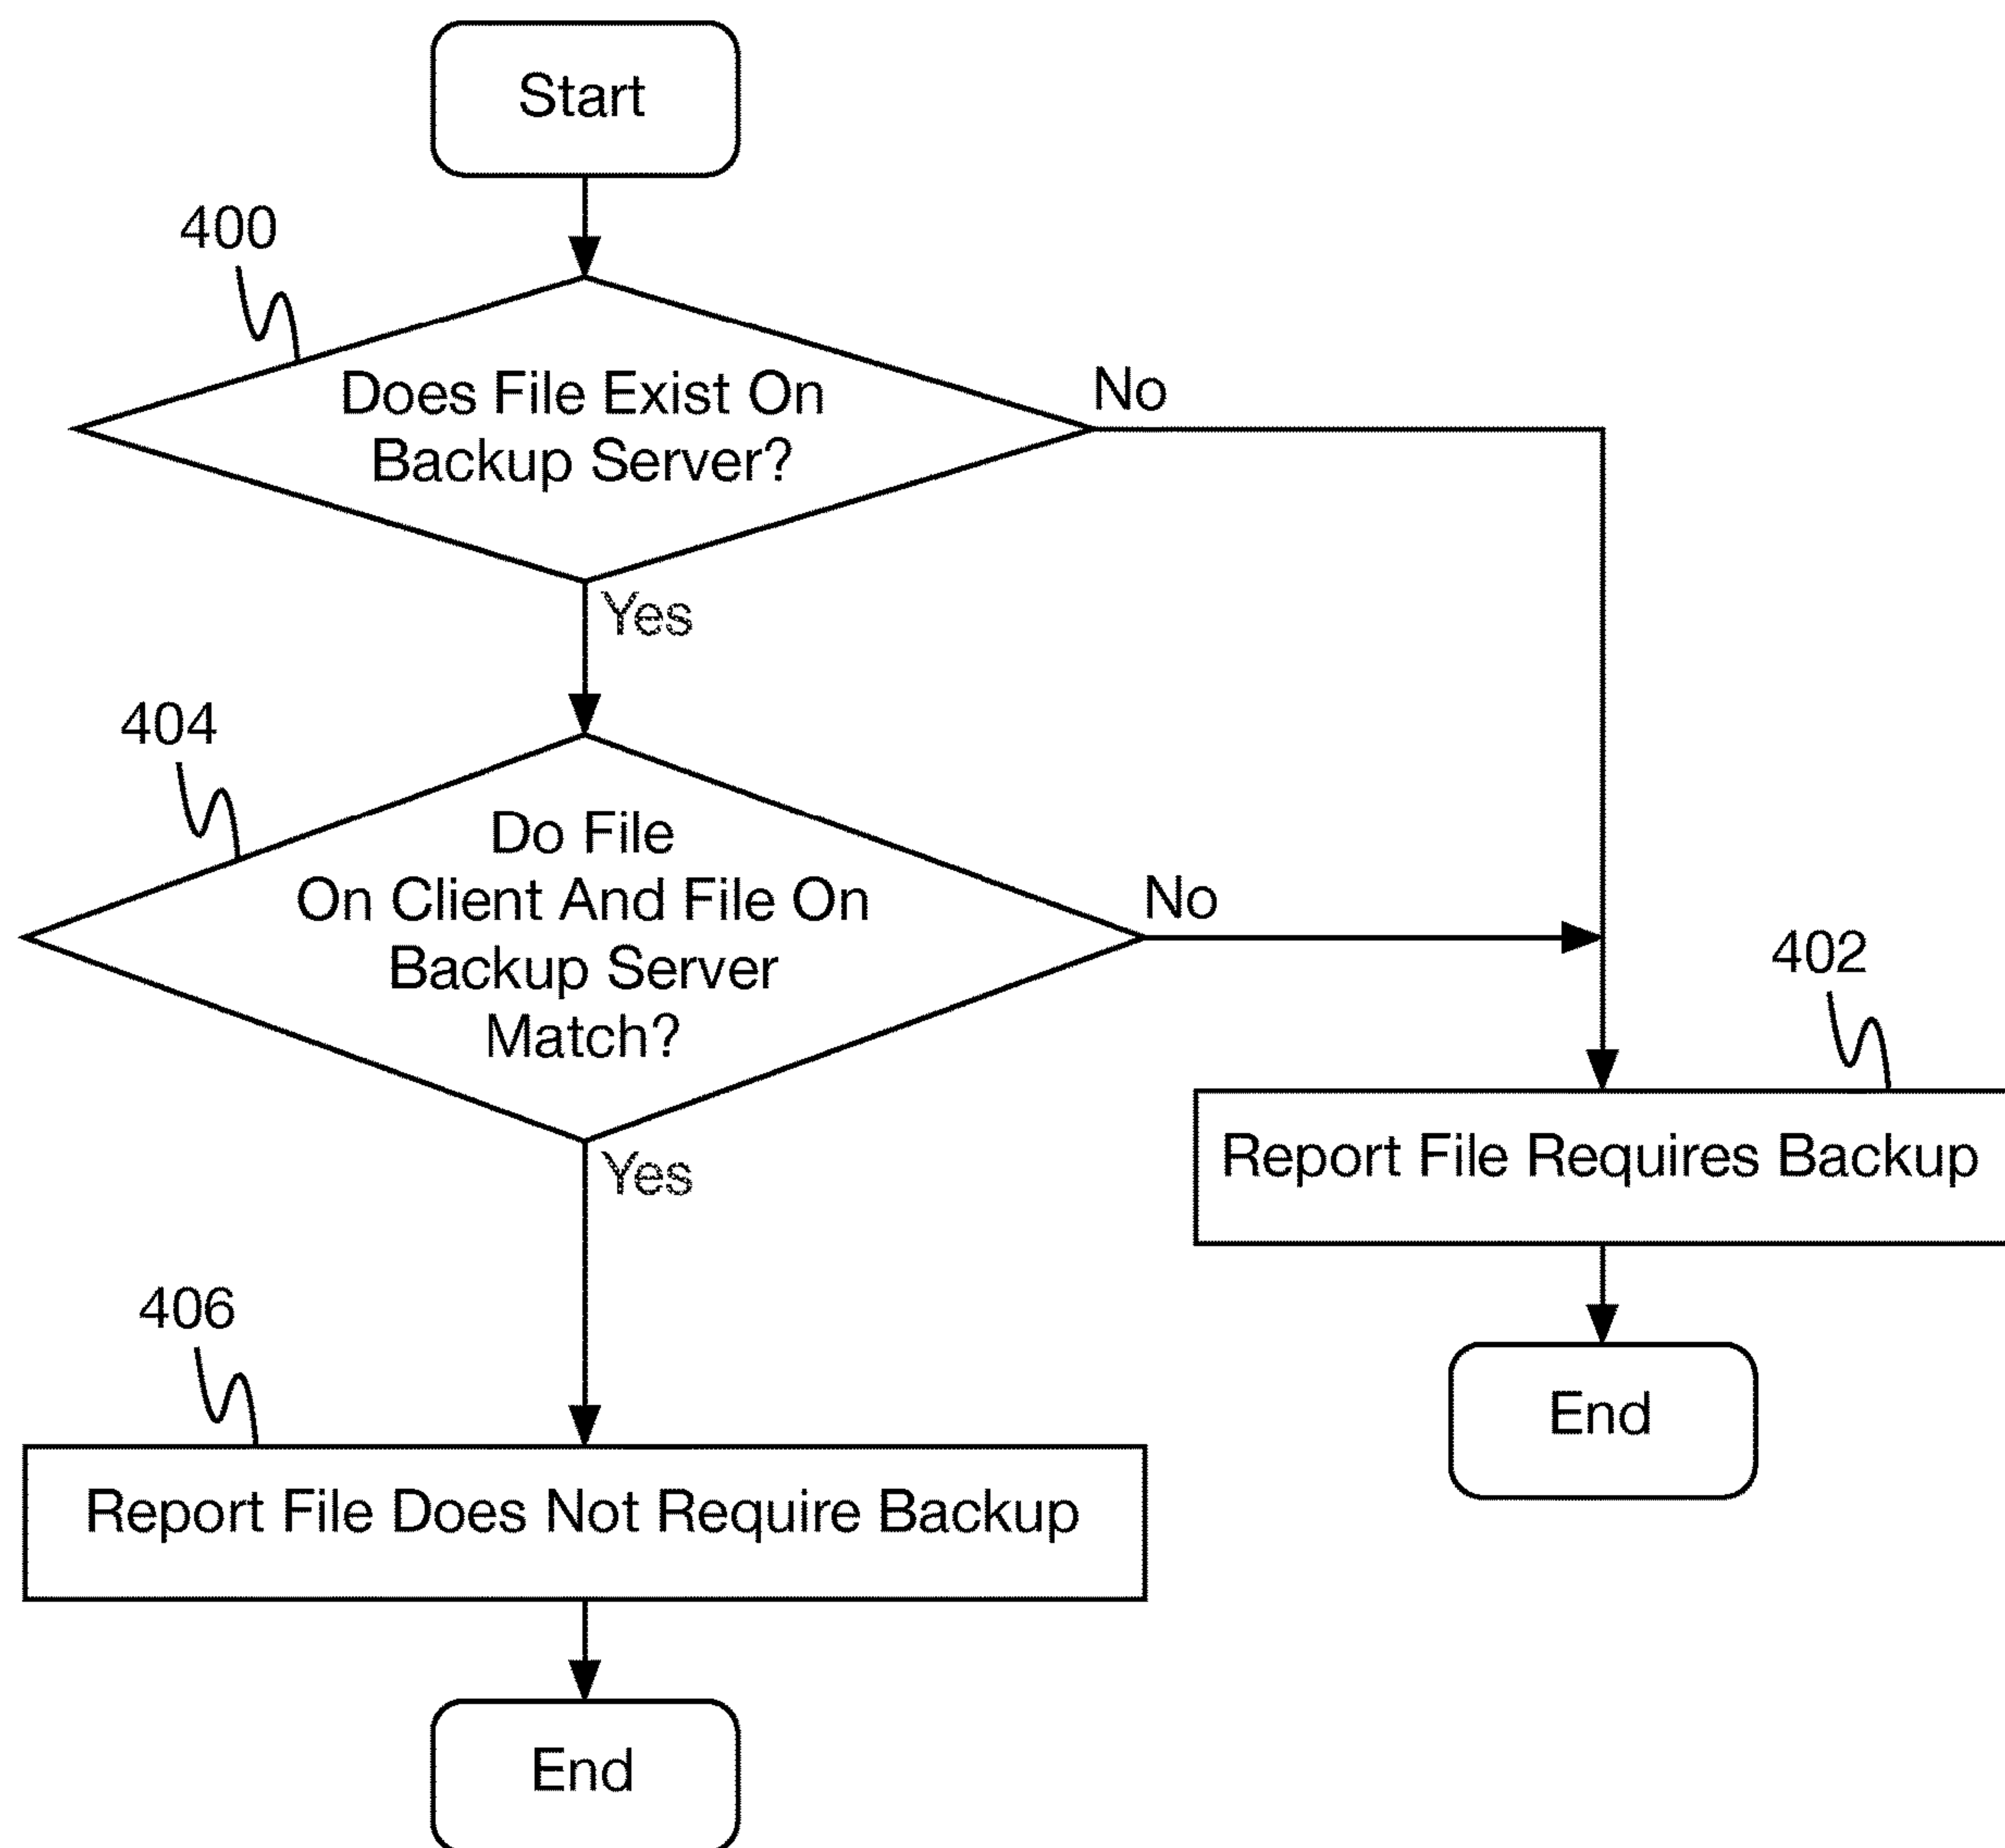 Start
400
Does File Exist On
Backup Server?
No
Yes
404
Do File
On Client And File On
Backup Server
Match?
No
402
Report File Requires Backup
Yes
End
406
Report File Does Not Require Backup
End